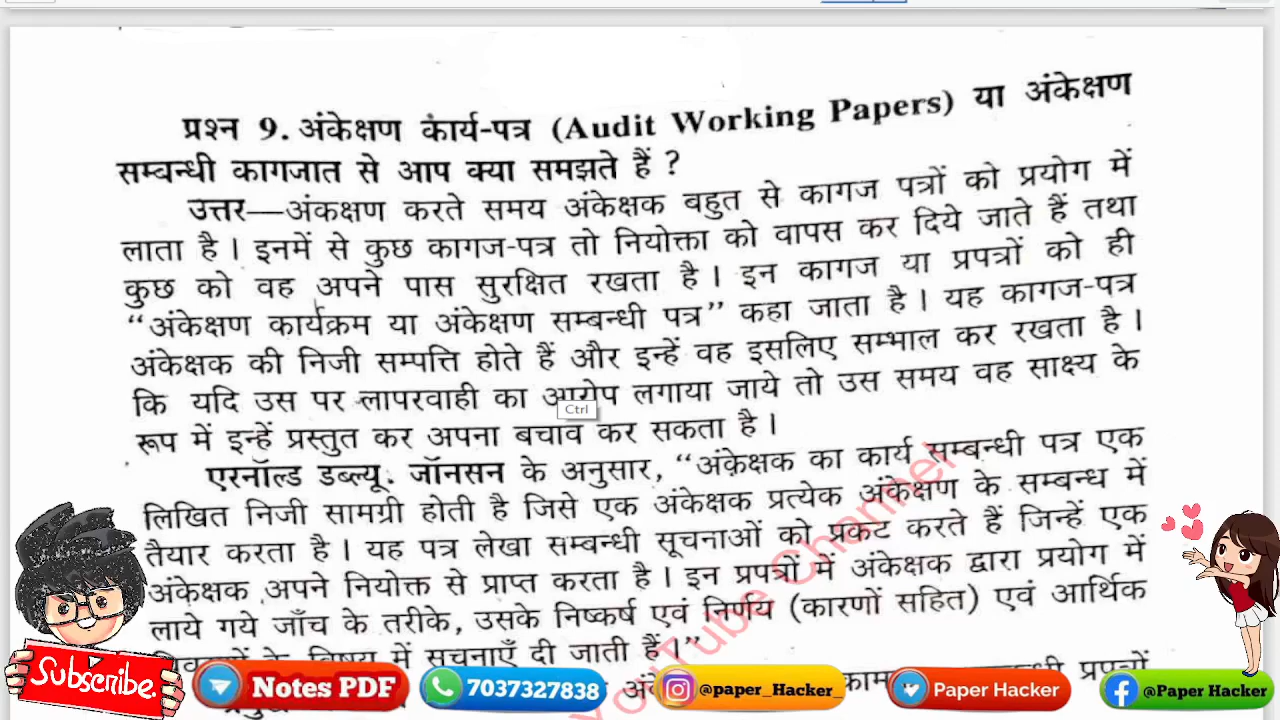 प्रश्न 9. अंकेक्षण कार्य-पत्र (Audit Working Papers) या अंकेक्षण
सम्बन्धी कागजात से आप क्या समझते हैं ?
उत्तर—अंकक्षण करते समय अंकेक्षक बहुत से कागज पत्रों को प्रयोग में
लाता है । इनमें से कुछ कागज-पत्र तो नियोक्ता को वापस कर दिये जाते हैं तथा
कुछ को वह अपने पास सुरक्षित रखता है । इन कागज या प्रपत्रों को ही
“अंकेक्षण कार्यक्रम या अंकेक्षण सम्बन्धी पत्र” कहा जाता है । यह कागज-पत्र
अंकेक्षक की निजी सम्पत्ति होते हैं और इन्हें वह इसलिए सम्भाल कर रखता है ।
कि यदि उस पर लापरवाही का आरोप लगाया जाये तो उस समय वह साक्ष्य के
Ctrl
रूप में इन्हें प्रस्तुत कर अपना बचाव कर सकता है ।
एरनॉल्ड डब्ल्यू. जॉनसन के अनुसार, “अंकेक्षक का कार्य सम्बन्धी पत्र एक
लिखित निजी सामग्री होती है जिसे एक अंकेक्षक प्रत्येक अंकेक्षण के सम्बन्ध में
तैयार करता है । यह पत्र लेखा सम्बन्धी सूचनाओं को प्रकट करते हैं जिन्हें एक
अंकेक्षक अपने नियोक्त से प्राप्त करता है । इन प्रपत्रों में अंकेक्षक द्वारा प्रयोग में
लाये गये जाँच के तरीके, उसके निष्कर्ष एवं निर्णय (कारणों सहित) एवं आर्थिक
के विषय में सूचनाएँ दी जाती हैं ।”
प्रपत्रों
YouTube Channel
Subscribe
Notes PDF
7037327838
@paper_Hacker_
Paper Hacker
@Paper Hacker